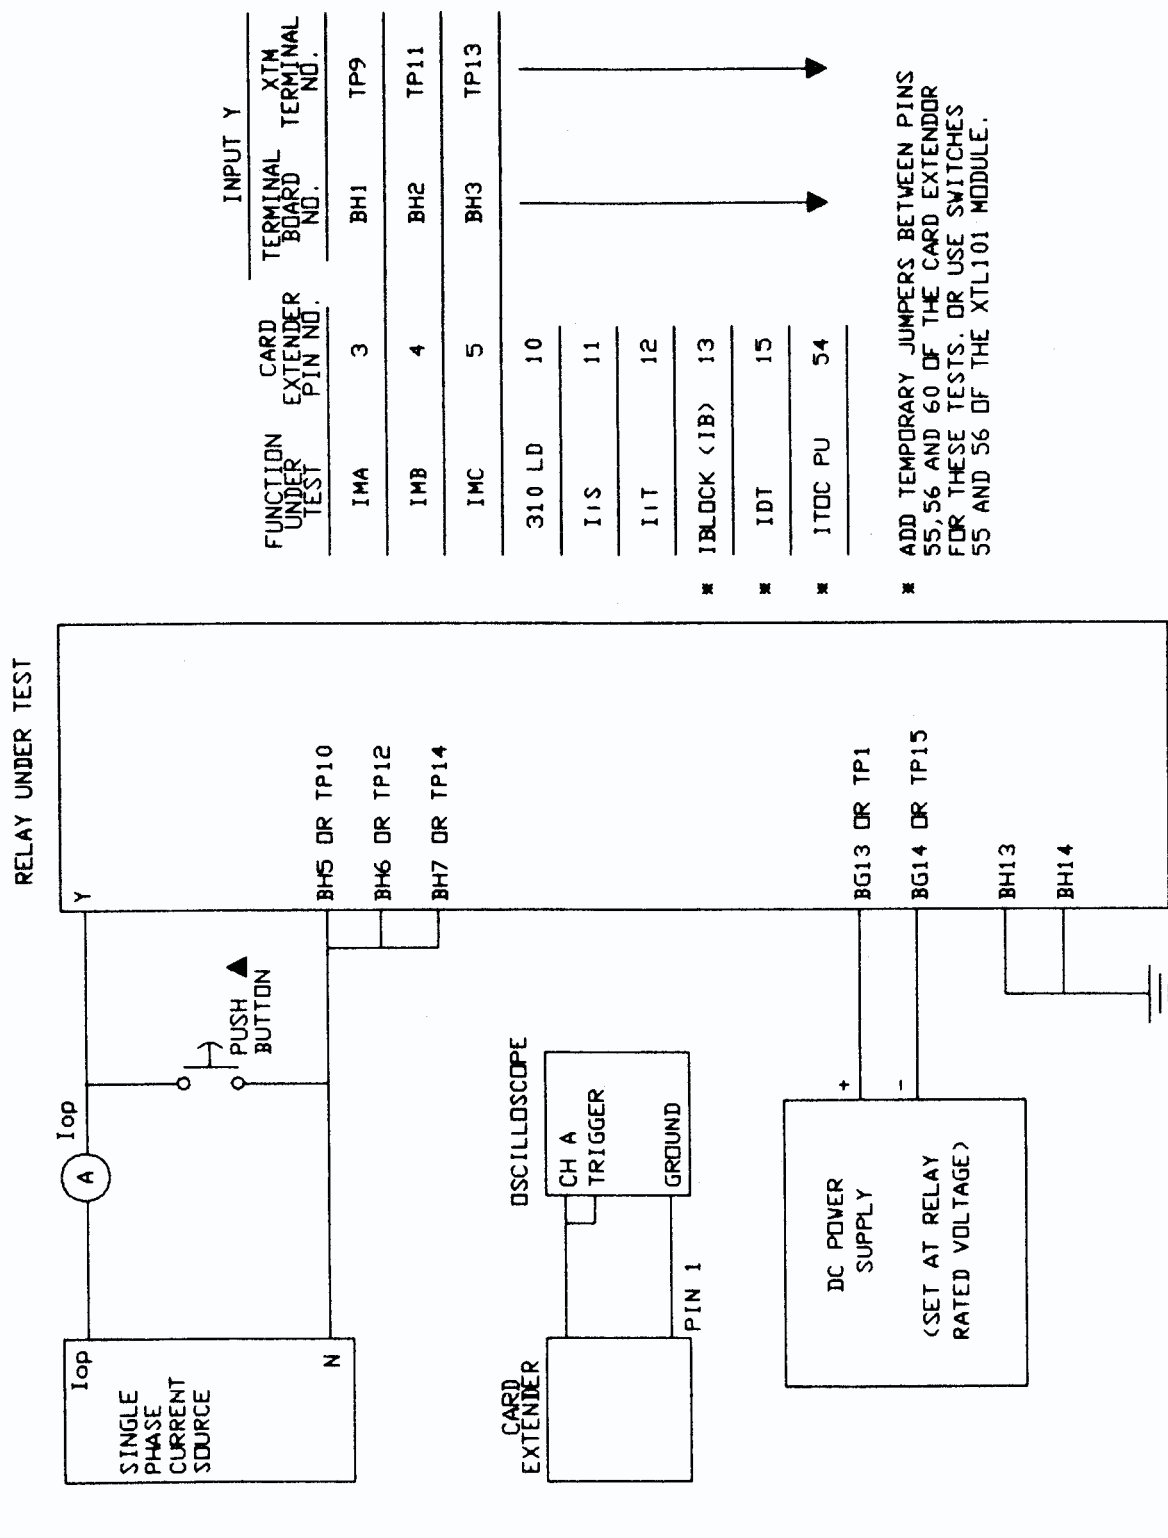 RELAY UNDER TEST
SINGLE
PHASE
CURRENT
SOURCE
Iop
N
Iop
A
PUSH
BUTTON
Y
BH5 OR TP10
BH6 OR TP12
BH7 OR TP14
CARD
EXTENDER
PIN 1
OSCILLOSCOPE
CH A
TRIGGER
GROUND
DC POWER
SUPPLY
(SET AT RELAY
RATED VOLTAGE)
+
-
BG13 OR TP1
BG14 OR TP15
BH13
BH14
INPUT Y
FUNCTION UNDER TEST CARD EXTENDER PIN NO. TERMINAL BOARD NO. XTM TERMINAL NO.
IMA 3 BH1 TP9
IMB 4 BH2 TP11
IMC 5 BH3 TP13
310 LD 10
I1S 11
I1T 12
* IBLOCK (IB) 13
* IDT 15
* ITOC PU 54
* ADD TEMPORARY JUMPERS BETWEEN PINS
55,56 AND 60 OF THE CARD EXTENDOR
FOR THESE TESTS. OR USE SWITCHES
55 AND 56 OF THE XTL101 MODULE.